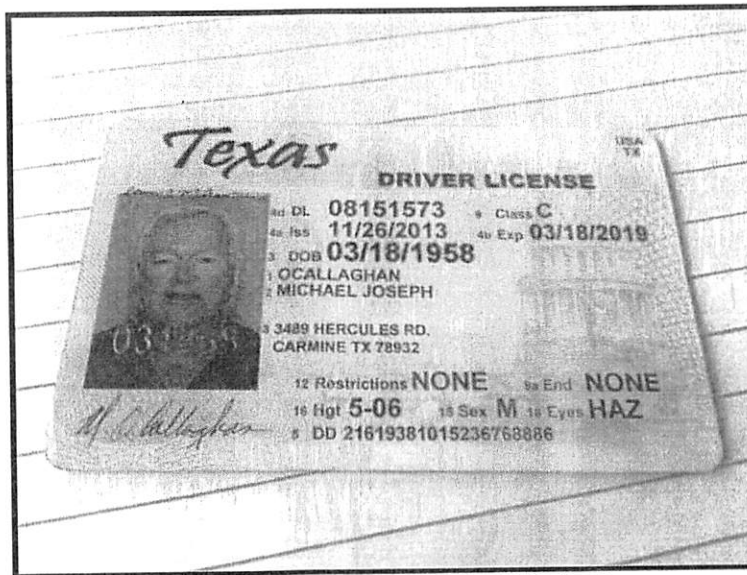 Texas
USA
TX
DRIVER LICENSE
4d DL 08151573 9 Class C
4a Iss 11/26/2013 4b Exp 03/18/2019
3 DOB 03/18/1958
1 OCALLAGHAN
2 MICHAEL JOSEPH
8 3489 HERCULES RD.
CARMINE TX 78932
12 Restrictions NONE 9a End NONE
16 Hgt 5-06 15 Sex M 18 Eyes HAZ
5 DD 21619381015236768886